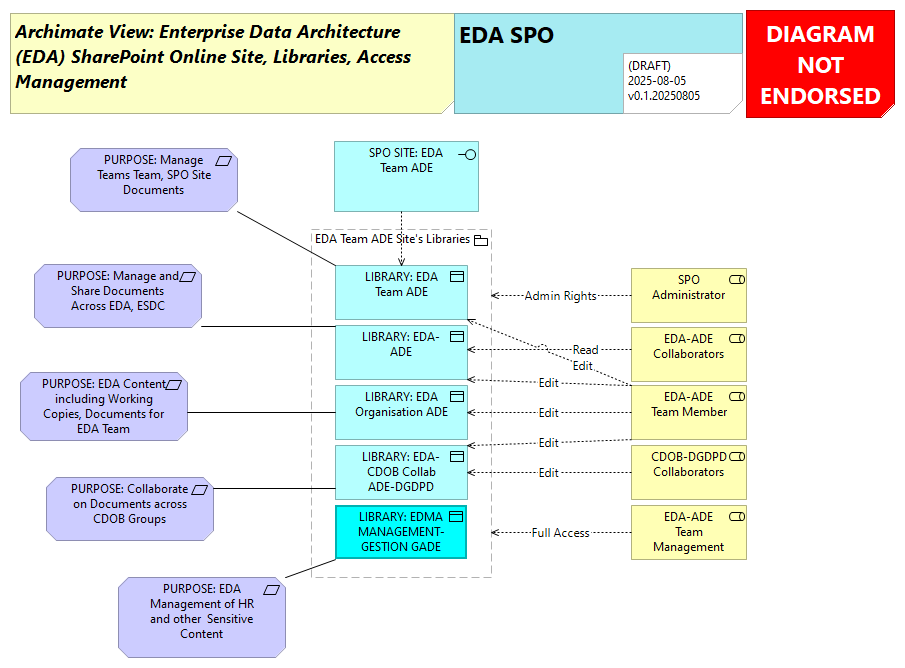 Archimate View: Enterprise Data Architecture
(EDA) SharePoint Online Site, Libraries, Access
Management
EDA SPO
(DRAFT)
2025-08-05
v0.1.20250805
DIAGRAM
NOT
ENDORSED
PURPOSE: Manage
Teams Team, SPO Site
Documents
SPO SITE: EDA
Team ADE
EDA Team ADE Site's Libraries
PURPOSE: Manage and
Share Documents
Across EDA, ESDC
LIBRARY: EDA
Team ADE
Admin Rights
SPO
Administrator
LIBRARY: EDA-
ADE
Read
Edit
Edit
EDA-ADE
Collaborators
PURPOSE: EDA Content
including Working
Copies, Documents for
EDA Team
LIBRARY: EDA
Organisation ADE
Edit
EDA-ADE
Team Member
Edit
PURPOSE: Collaborate
on Documents across
CDOB Groups
LIBRARY: EDA-
CDOB Collab
ADE-DGDPD
Edit
CDOB-DGDPD
Collaborators
LIBRARY: EDMA
MANAGEMENT-
GESTION GADE
Full Access
EDA-ADE
Team
Management
PURPOSE: EDA
Management of HR
and other Sensitive
Content